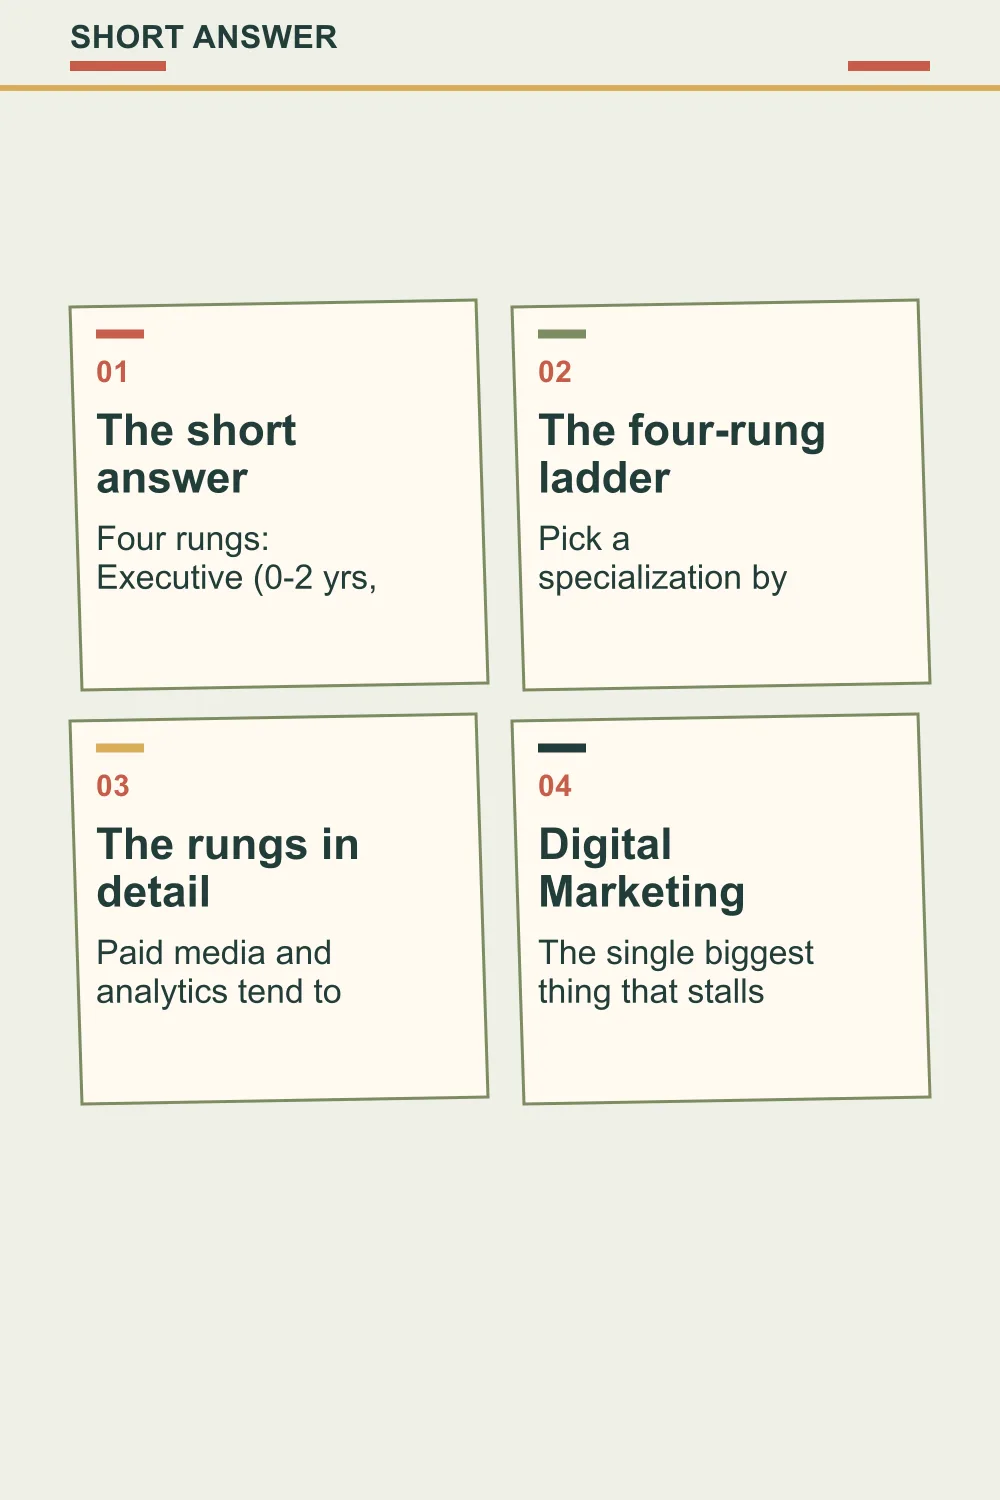 SHORT ANSWER
01
The short
answer
Four rungs:
Executive (0-2 yrs,
02
The four-rung
ladder
Pick a
specialization by
03
The rungs in
detail
Paid media and
analytics tend to
04
Digital
Marketing
The single biggest
thing that stalls